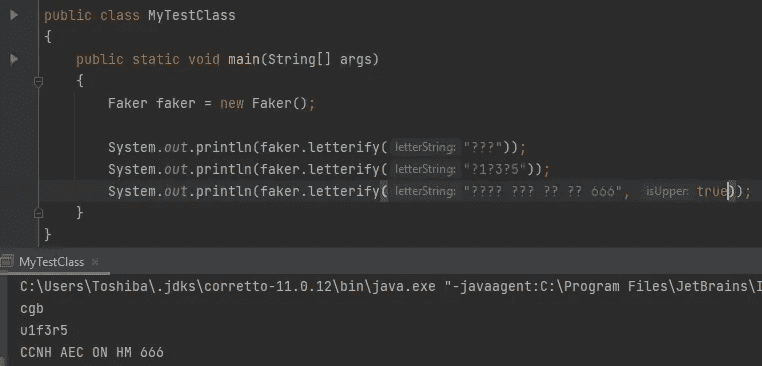 public class MyTestClass
{
public static void main(String[] args)
{
Faker faker = new Faker();
System.out.println(faker.letterify( letterString: "???"));
System.out.println(faker.letterify( letterString: "?1?3?5"));
System.out.println(faker.letterify( letterString: "???? ??? ?? ?? 666", isUpper: true));
}
}
MyTestClass ×
C:\Users\Toshiba\.jdks\corretto-11.0.12\bin\java.exe "-javaagent:C:\Program Files\JetBrains\I
cgb
u1f3r5
CCNH AEC ON HM 666